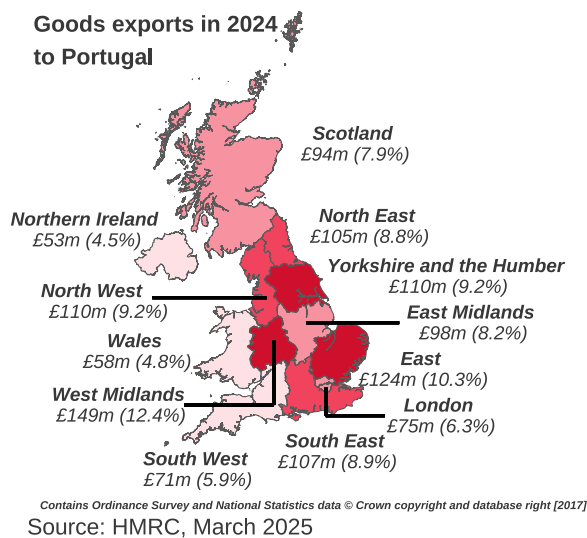 Goods exports in 2024
to Portugal
Scotland
£94m (7.9%)
Northern Ireland
£53m (4.5%)
North East
£105m (8.8%)
Yorkshire and the Humber
£110m (9.2%)
North West
£110m (9.2%)
East Midlands
£98m (8.2%)
Wales
£58m (4.8%)
East
£124m (10.3%)
West Midlands
£149m (12.4%)
London
£75m (6.3%)
South East
£107m (8.9%)
South West
£71m (5.9%)
Contains Ordinance Survey and National Statistics data © Crown copyright and database right [2017]
Source: HMRC, March 2025